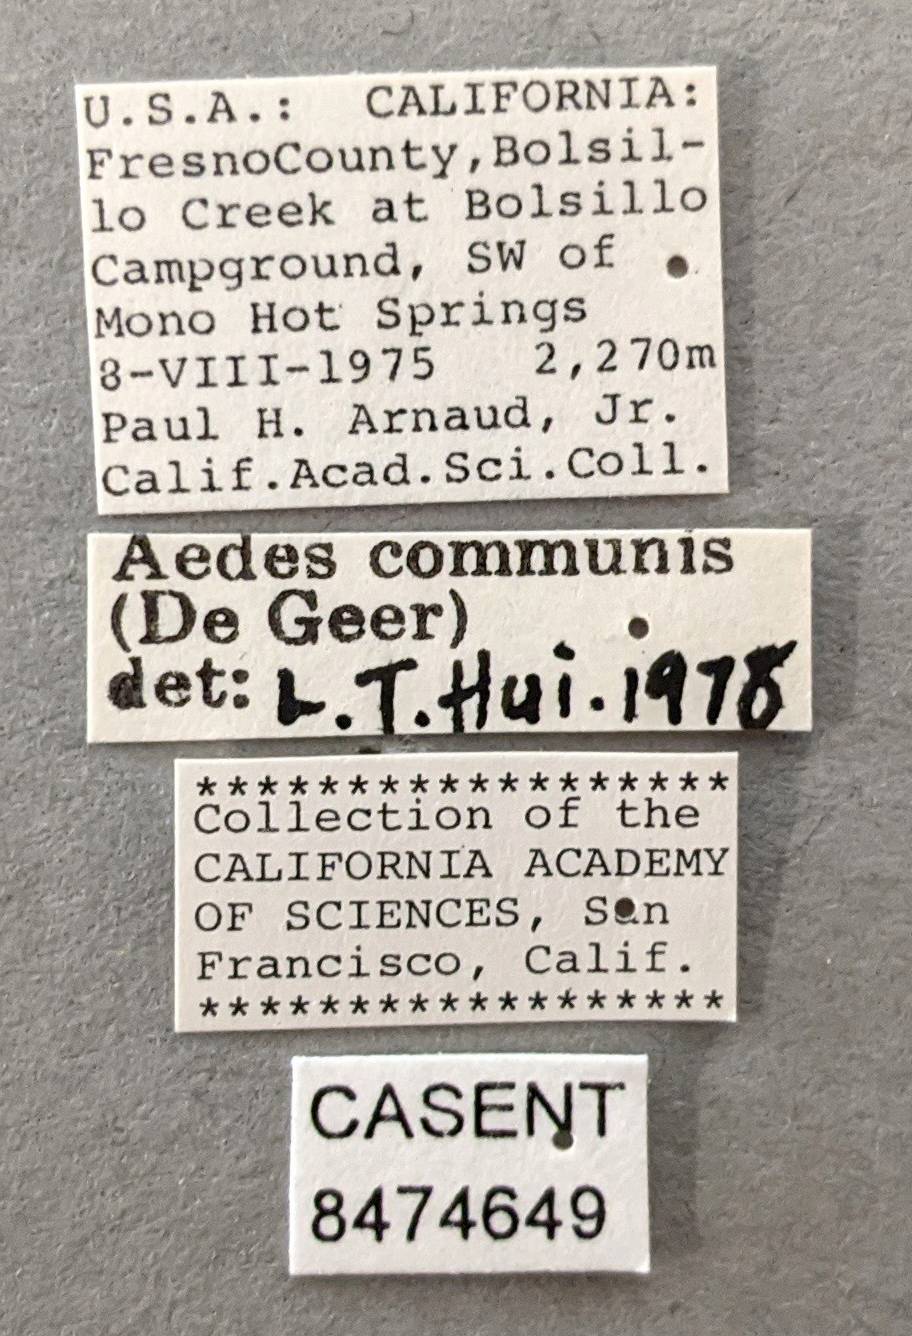 U.S.A.: CALIFORNIA:
FresnoCounty,Bolsil-
lo Creek at Bolsillo
Campground, SW of
Mono Hot Springs
8-VIII-1975 2,270m
Paul H. Arnaud, Jr.
Calif.Acad.Sci.Coll.
Aedes communis
(De Geer)
det: L.T.Hui.1978
******************
Collection of the
CALIFORNIA ACADEMY
OF SCIENCES, San
Francisco, Calif.
******************
CASENT
8474649